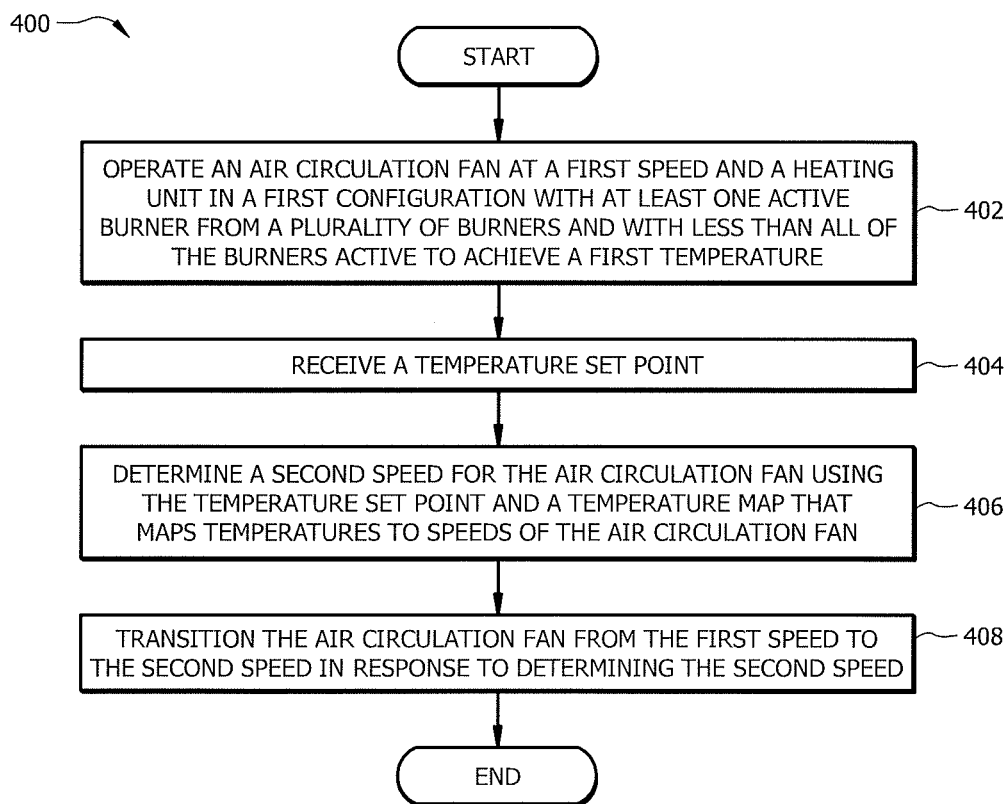 400
START
OPERATE AN AIR CIRCULATION FAN AT A FIRST SPEED AND A HEATING
UNIT IN A FIRST CONFIGURATION WITH AT LEAST ONE ACTIVE
BURNER FROM A PLURALITY OF BURNERS AND WITH LESS THAN ALL OF
THE BURNERS ACTIVE TO ACHIEVE A FIRST TEMPERATURE
402
RECEIVE A TEMPERATURE SET POINT
404
DETERMINE A SECOND SPEED FOR THE AIR CIRCULATION FAN USING
THE TEMPERATURE SET POINT AND A TEMPERATURE MAP THAT
MAPS TEMPERATURES TO SPEEDS OF THE AIR CIRCULATION FAN
406
TRANSITION THE AIR CIRCULATION FAN FROM THE FIRST SPEED TO
THE SECOND SPEED IN RESPONSE TO DETERMINING THE SECOND SPEED
408
END